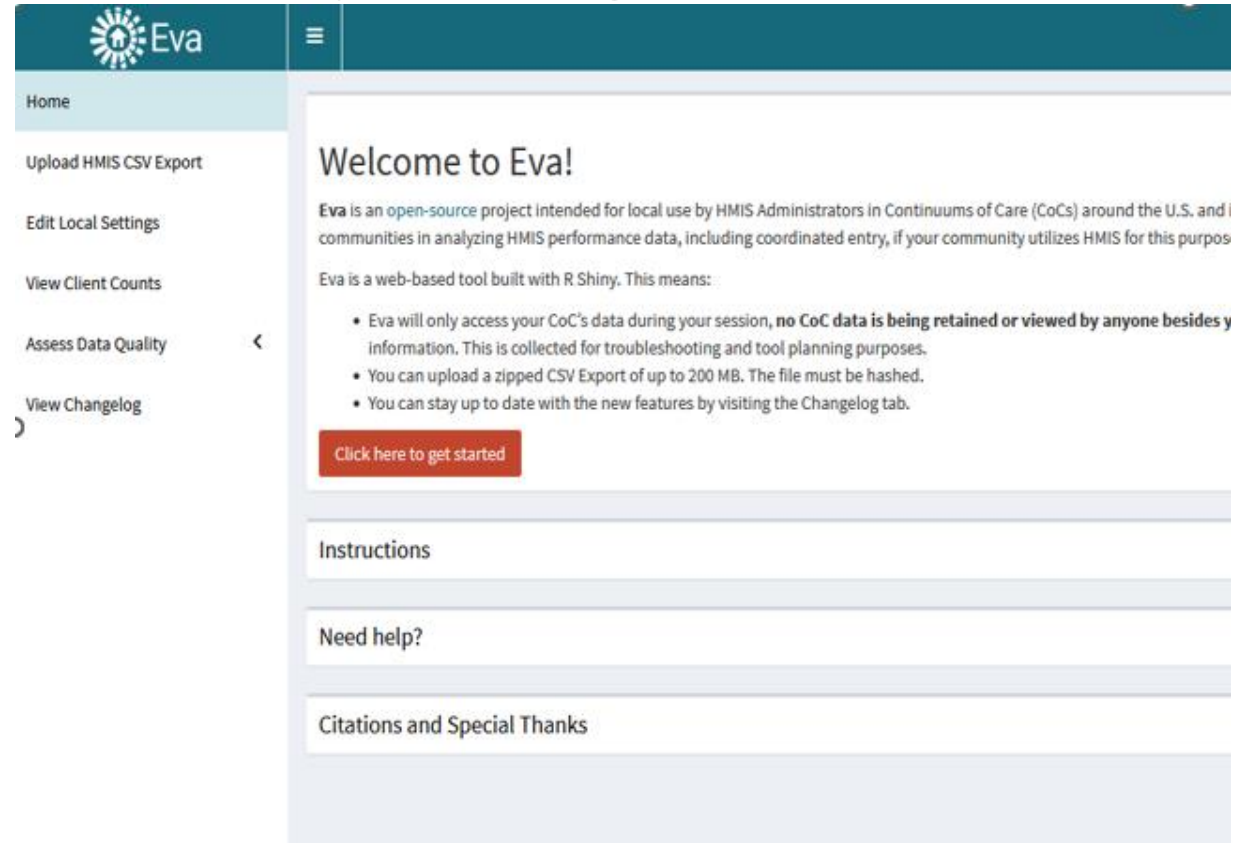 Eva
Home
Upload HMIS CSV Export
Edit Local Settings
View Client Counts
Assess Data Quality
View Changelog
Welcome to Eva!
Eva is an open-source project intended for local use by HMIS Administrators in Continuums of Care (CoCs) around the U.S. and
communities in analyzing HMIS performance data, including coordinated entry, if your community utilizes HMIS for this purpos
Eva is a web-based tool built with R Shiny. This means:
• Eva will only access your CoC's data during your session, no CoC data is being retained or viewed by anyone besides y
information. This is collected for troubleshooting and tool planning purposes.
• You can upload a zipped CSV Export of up to 200 MB. The file must be hashed.
• You can stay up to date with the new features by visiting the Changelog tab.
Click here to get started
Instructions
Need help?
Citations and Special Thanks